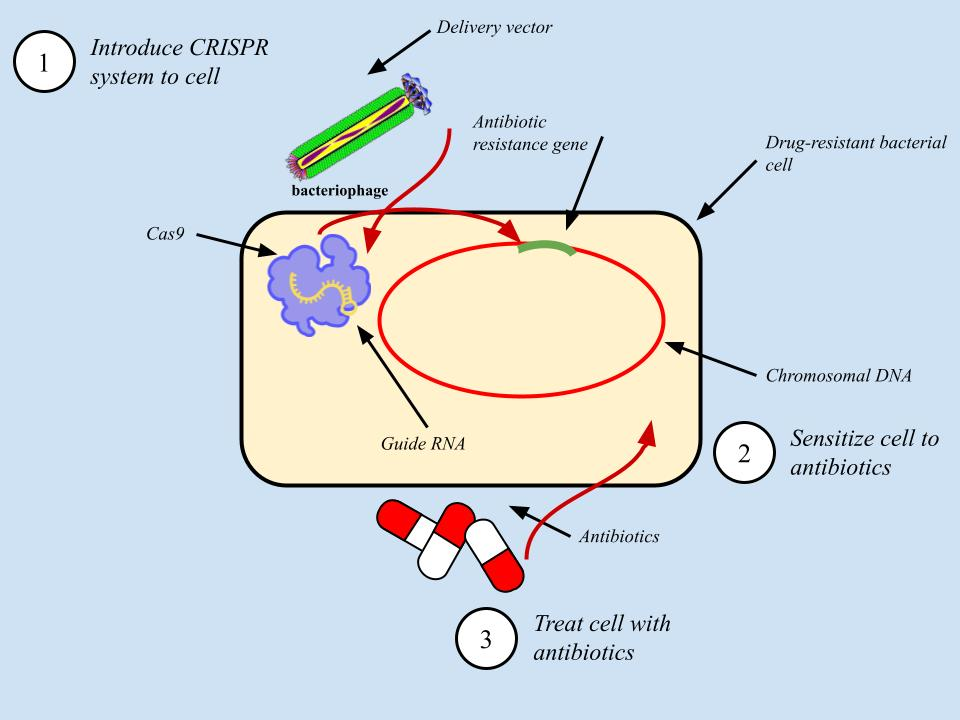 Delivery vector
1
Introduce CRISPR
system to cell
Antibiotic
resistance gene
Drug-resistant bacterial
cell
bacteriophage
Cas9
Chromosomal DNA
Guide RNA
2
Sensitize cell to
antibiotics
Antibiotics
3
Treat cell with
antibiotics